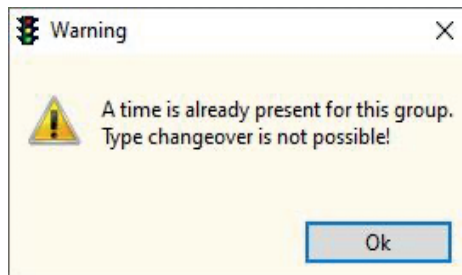 Warning
A time is already present for this group.
Type changeover is not possible!
Ok